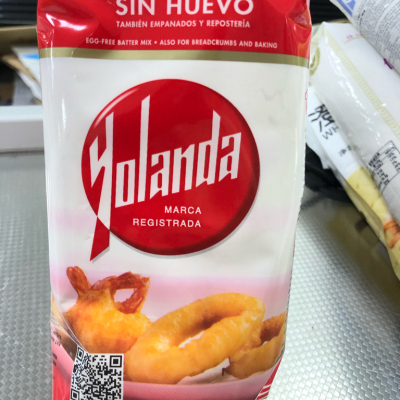 SIN HUEVO
TAMBIÉN EMPANADOS Y REPOSTERÍA
EGG-FREE BATTER MIX • ALSO FOR BREADCRUMBS AND BAKING
Yolanda
MARCA
REGISTRADA